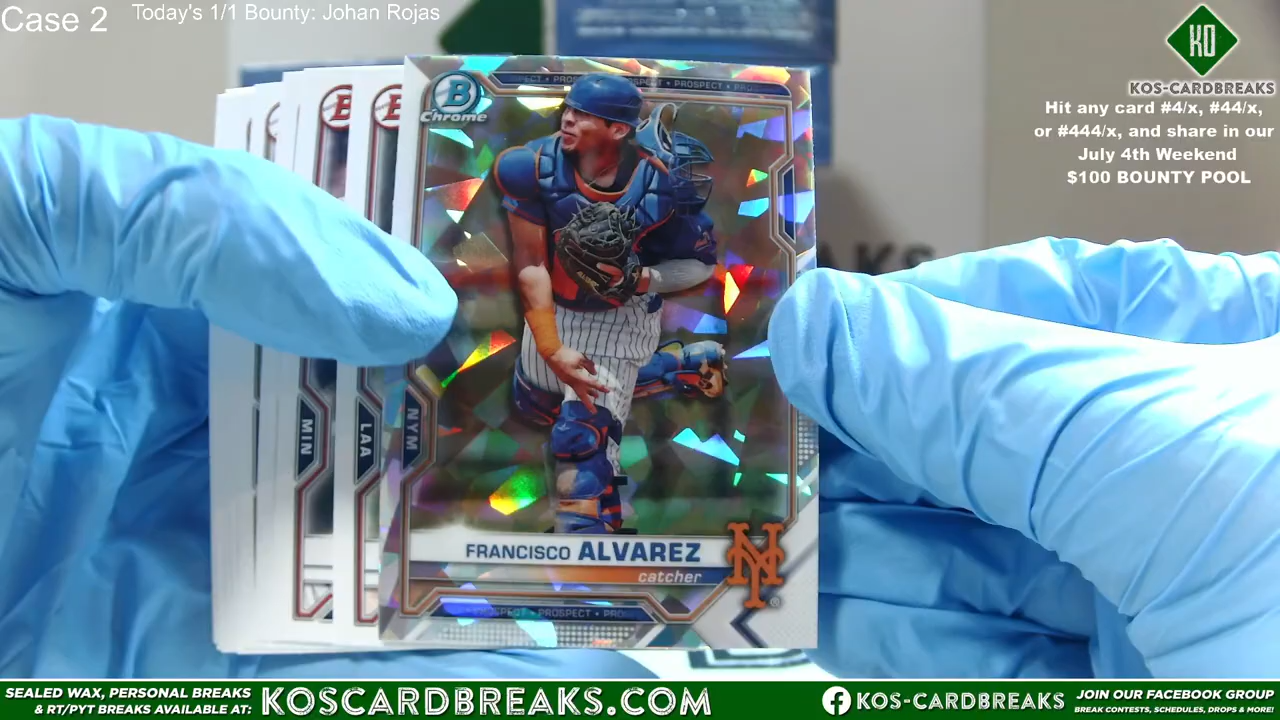 Case 2
Today's 1/1 Bounty: Johan Rojas
KO
KOS-CARDBREAKS
Hit any card #4/x, #44/x,
or #444/x, and share in our
July 4th Weekend
$100 BOUNTY POOL
PROSPECT
B
Chrome
B
B
MIN
LAA
NYM
FRANCISCO ALVAREZ
NY
catcher
PROSPECT • PROSPECT • PRO
SEALED WAX, PERSONAL BREAKS
& RT/PYT BREAKS AVAILABLE AT:
KOSCARDBREAKS.COM
f KOS-CARDBREAKS
JOIN OUR FACEBOOK GROUP
BREAK CONTESTS, SCHEDULES, DROPS & MORE!